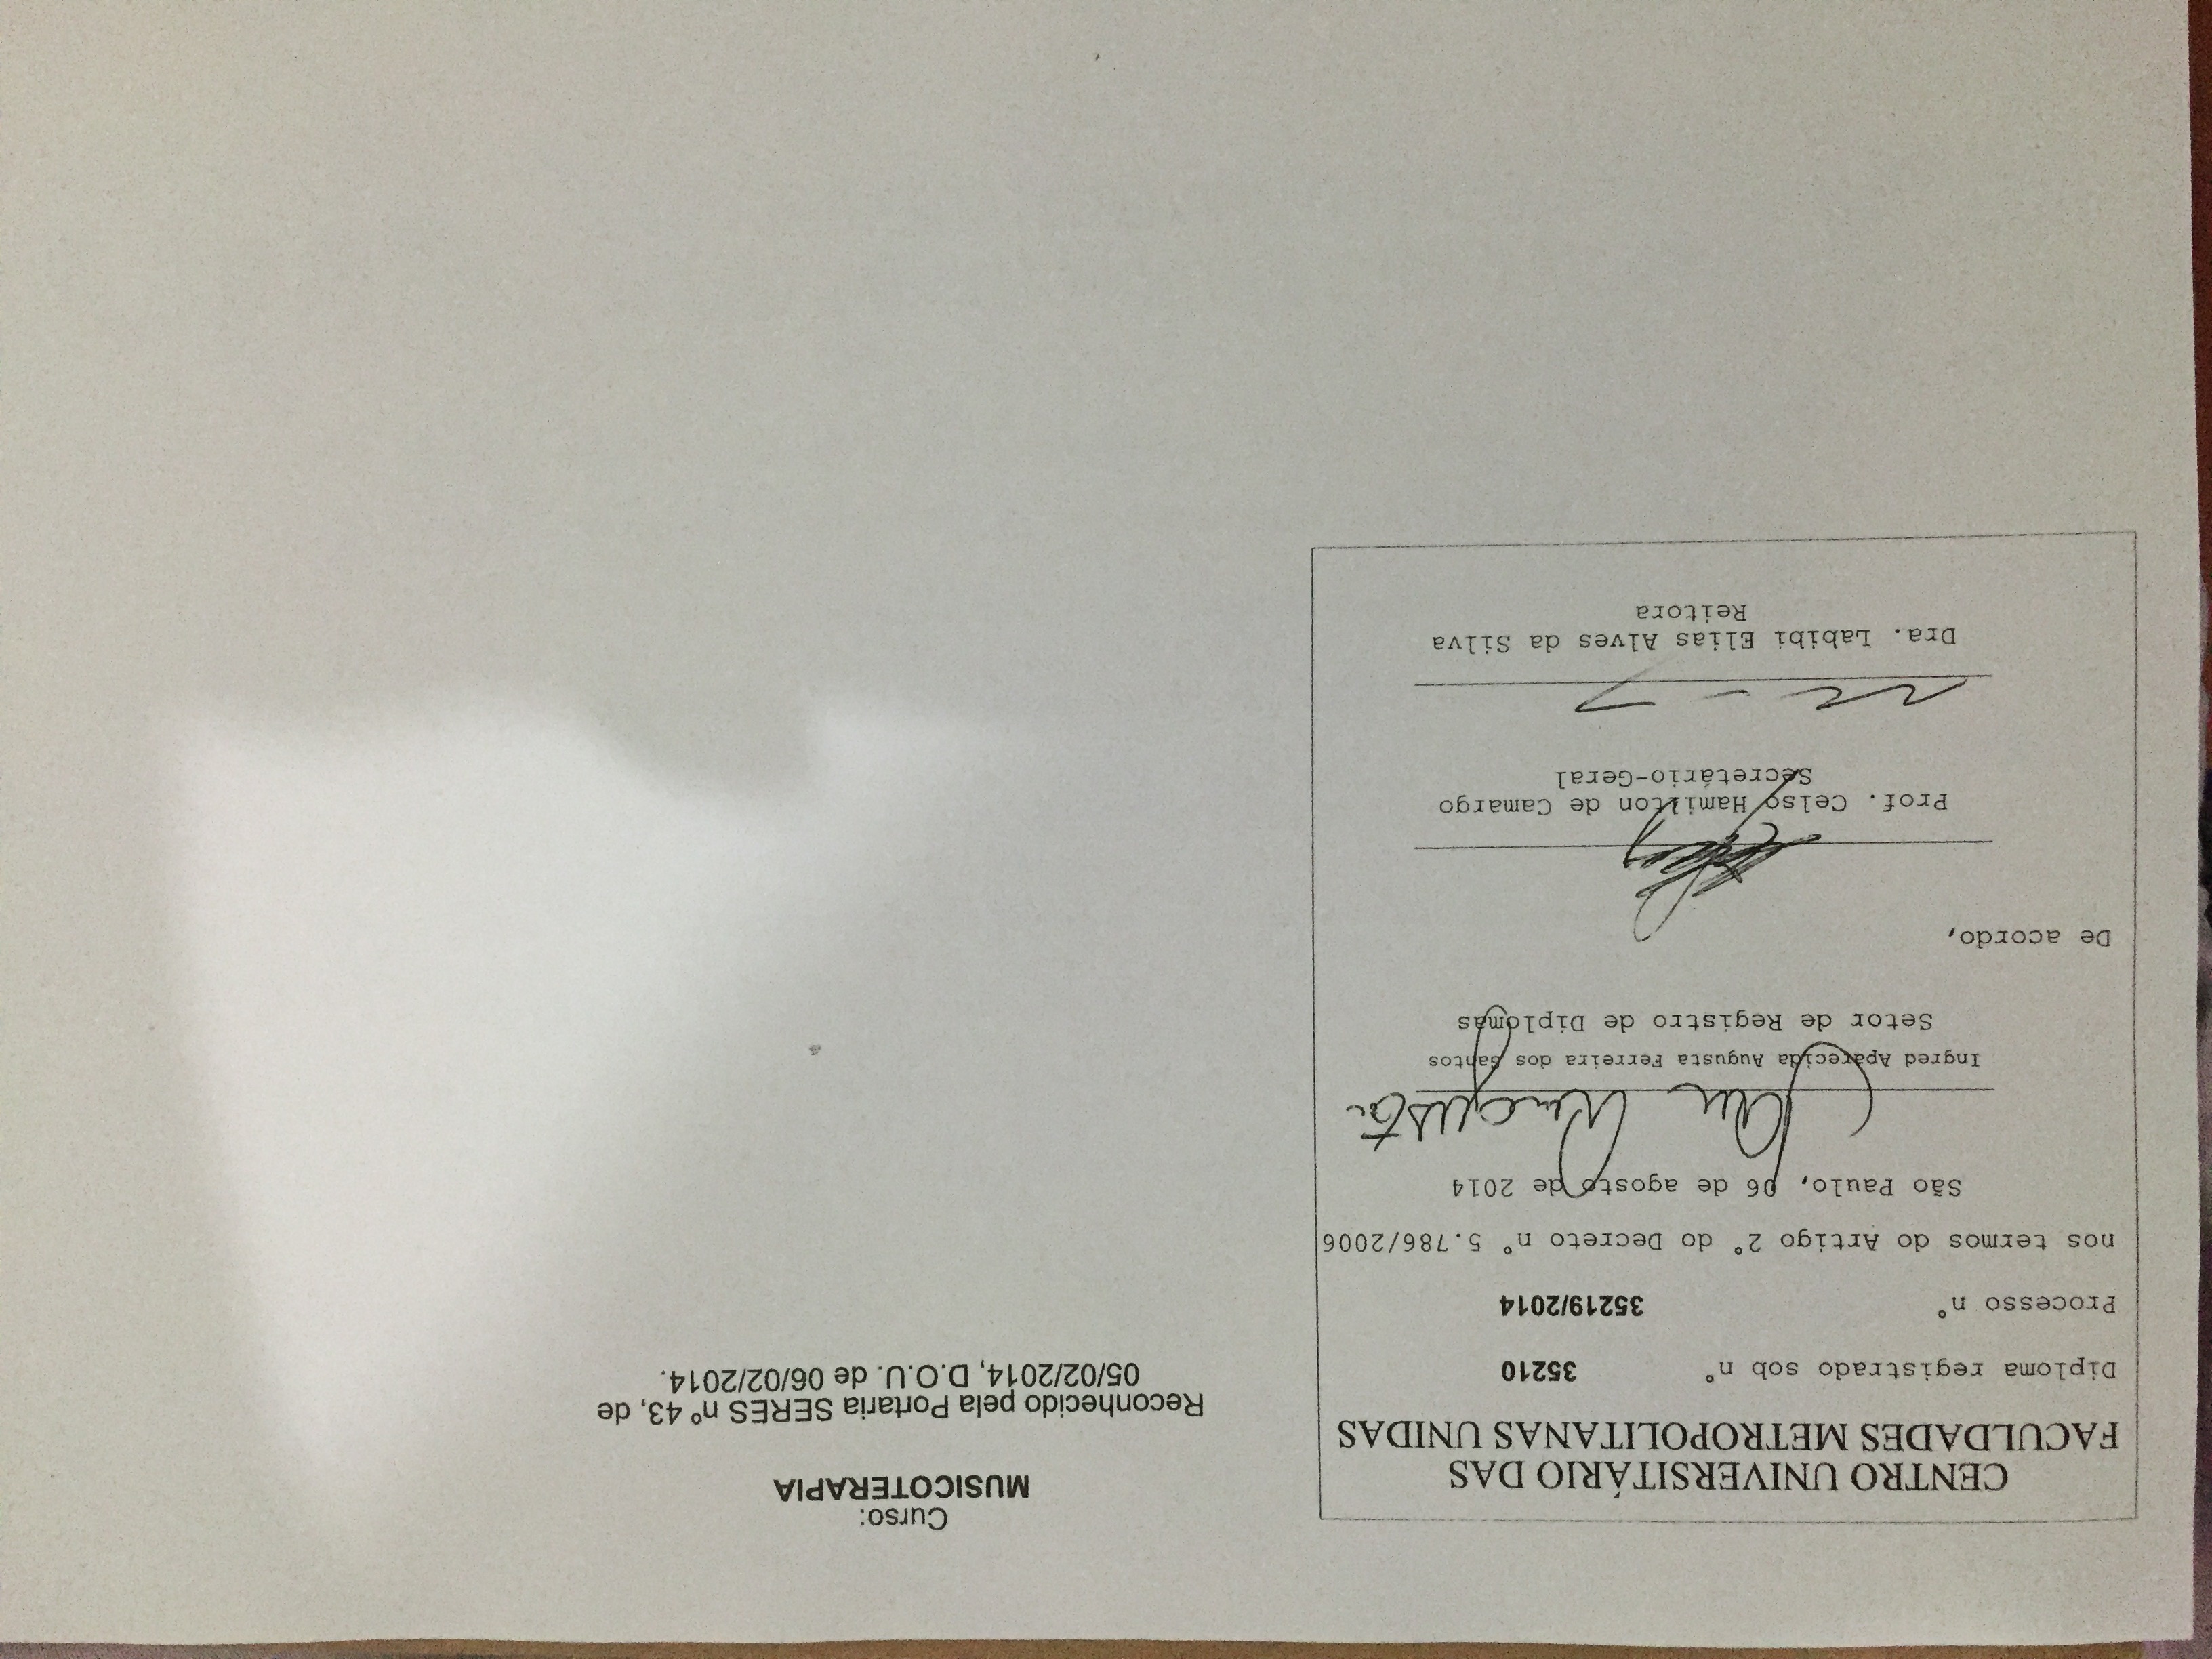 CENTRO UNIVERSITÁRIO DAS
FACULDADES METROPOLITANAS UNIDAS
Diploma registrado sob n° 35210
Processo n° 35219/2014
nos termos do Artigo 2° do Decreto n° 5.786/2006
São Paulo, 06 de agosto de 2014
Ingred Aparecida Augusta Ferreira dos Santos
Setor de Registro de Diplomas
De acordo,
Prof. Celso Hamilton de Camargo
Secretário-Geral
Dra. Labibi Elias Alves da Silva
Reitora
Curso:
MUSICOTERAPIA
Reconhecido pela Portaria SERES nº 43, de
05/02/2014, D.O.U. de 06/02/2014.